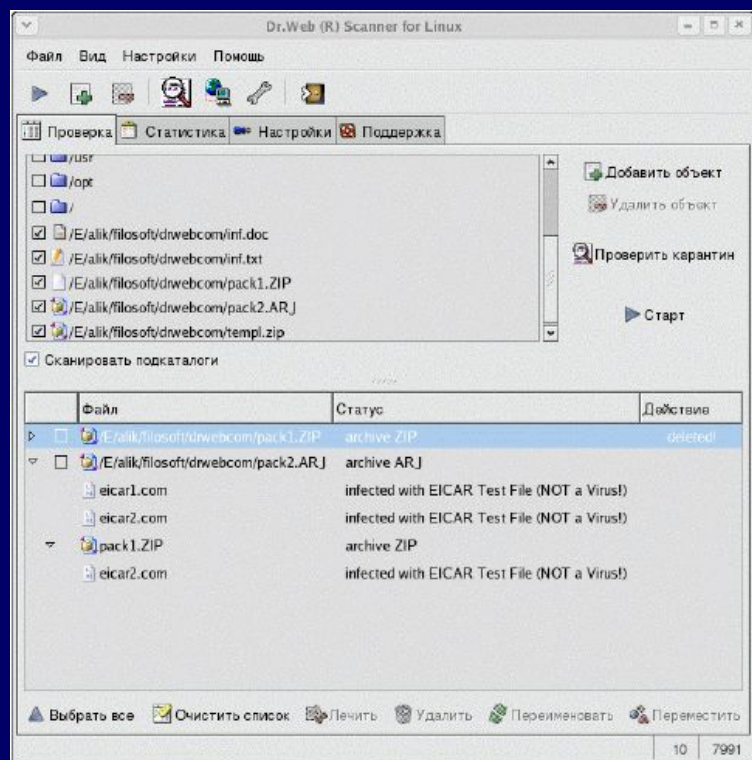 Dr.Web (R) Scanner for Linux
Файл Вид Настройки Помощь
Проверка Статистика Настройки Поддержка
/usr
/opt
/
/E/alik/filosoft/drwebcom/inf.doc
/E/alik/filosoft/drwebcom/inf.txt
/E/alik/filosoft/drwebcom/pack1.ZIP
/E/alik/filosoft/drwebcom/pack2.ARJ
/E/alik/filosoft/drwebcom/templ.zip
Добавить объект
Удалить объект
Проверить карантин
Старт
Сканировать подкаталоги
Файл Статус Действие
/E/alik/filosoft/drwebcom/pack1.ZIP archive ZIP deleted!
/E/alik/filosoft/drwebcom/pack2.ARJ archive ARJ
eicar1.com infected with EICAR Test File (NOT a Virus!)
eicar2.com infected with EICAR Test File (NOT a Virus!)
pack1.ZIP archive ZIP
eicar2.com infected with EICAR Test File (NOT a Virus!)
Выбрать все Очистить список Лечить Удалить Переименовать Переместить
10 7991